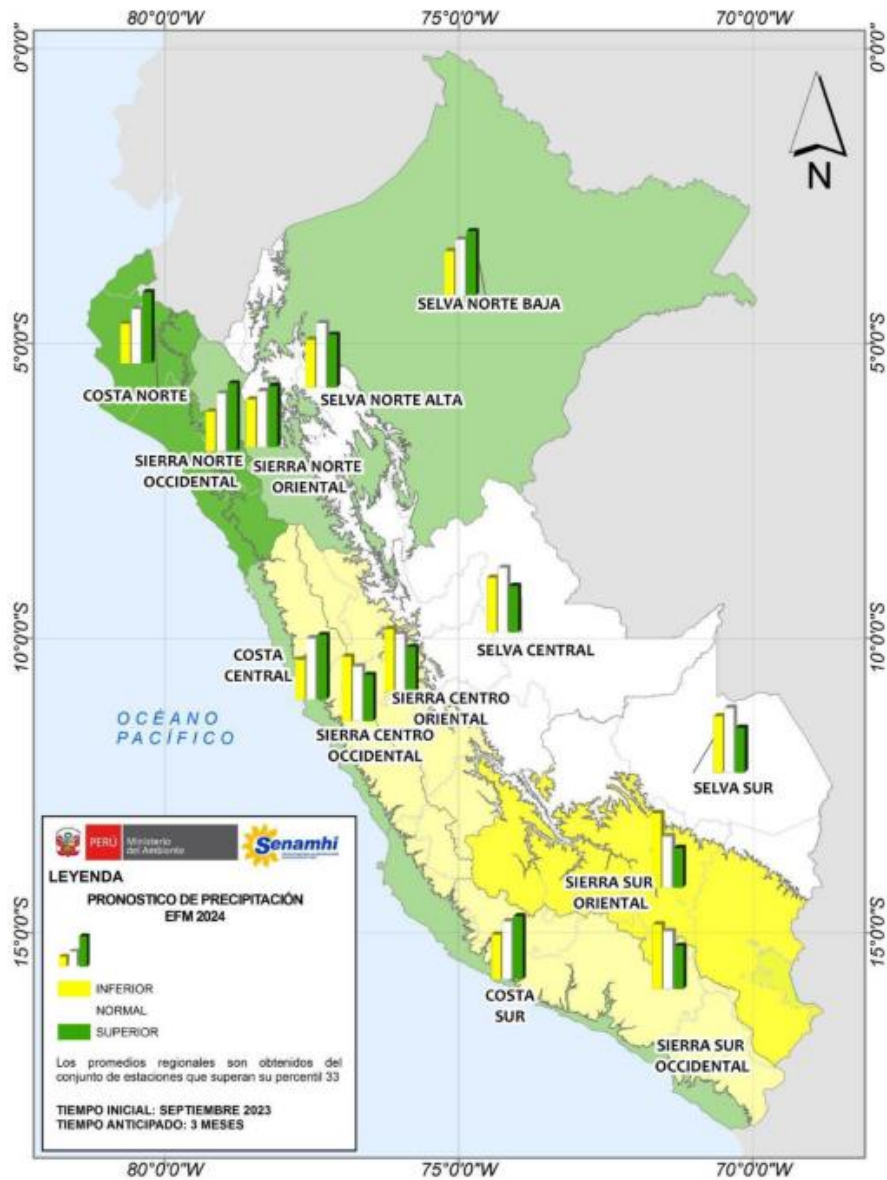 80°0'0"W 75°0'0"W 70°0'0"W
0°0'0"
0°0'0"
N
SELVA NORTE BAJA
5°0'0"S
5°0'0"S
COSTA NORTE
SELVA NORTE ALTA
SIERRA NORTE
OCCIDENTAL
SIERRA NORTE
ORIENTAL
10°0'0"S
10°0'0"S
SELVA CENTRAL
COSTA
CENTRAL
SIERRA CENTRO
ORIENTAL
SIERRA CENTRO
OCCIDENTAL
OCÉANO
PACÍFICO
SELVA SUR
SIERRA SUR
ORIENTAL
15°0'0"S
15°0'0"S
COSTA
SUR
SIERRA SUR
OCCIDENTAL
PERÚ
Ministerio
del Ambiente
Senamhi
LEYENDA
PRONOSTICO DE PRECIPITACIÓN
EFM 2024
INFERIOR
NORMAL
SUPERIOR
Los promedios regionales son obtenidos del
conjunto de estaciones que superan su percentil 33
TIEMPO INICIAL: SEPTIEMBRE 2023
TIEMPO ANTICIPADO: 3 MESES
80°0'0"W 75°0'0"W 70°0'0"W